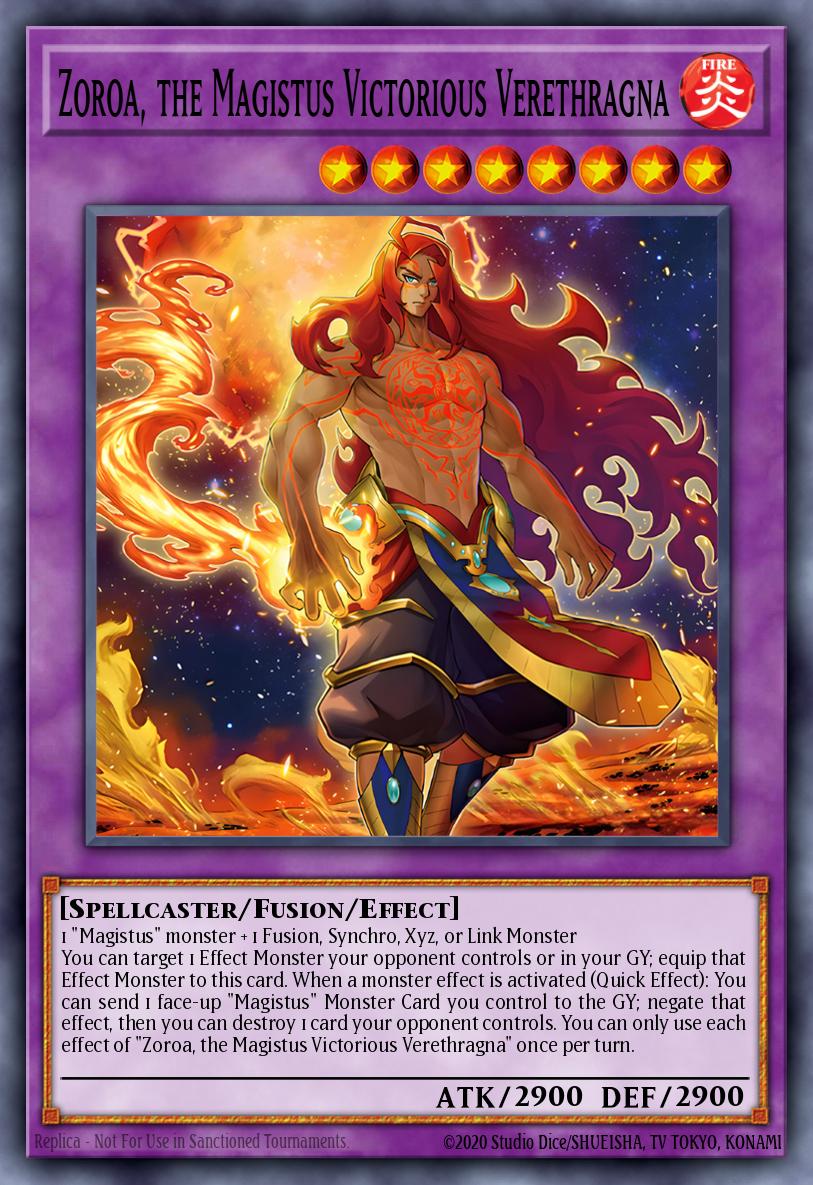 Zoroa, the Magistus Victorious Verethragna
FIRE
炎
[Spellcaster/Fusion/Effect]
1 "Magistus" monster + 1 Fusion, Synchro, Xyz, or Link Monster
You can target 1 Effect Monster your opponent controls or in your GY; equip that
Effect Monster to this card. When a monster effect is activated (Quick Effect): You
can send 1 face-up "Magistus" Monster Card you control to the GY; negate that
effect, then you can destroy 1 card your opponent controls. You can only use each
effect of "Zoroa, the Magistus Victorious Verethragna" once per turn.
ATK/2900 DEF/2900
Replica - Not For Use in Sanctioned Tournaments.
©2020 Studio Dice/SHUEISHA, TV TOKYO, KONAMI